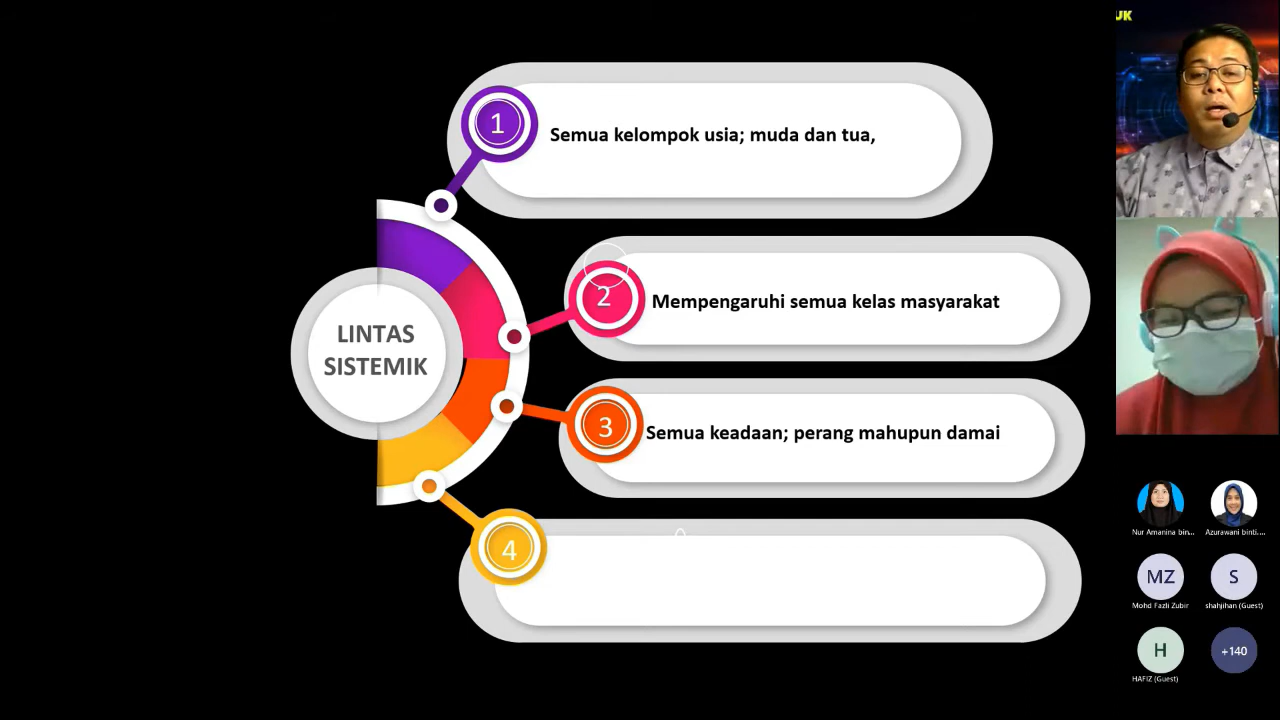 UK
1
Semua kelompok usia; muda dan tua,
2
Mempengaruhi semua kelas masyarakat
LINTAS
SISTEMIK
3
Semua keadaan; perang mahupun damai
4
Nur Amanina bin...
Azurawani binti....
MZ
S
Mohd Fazli Zubir
shahjihan (Guest)
H
+140
HAFIZ (Guest)